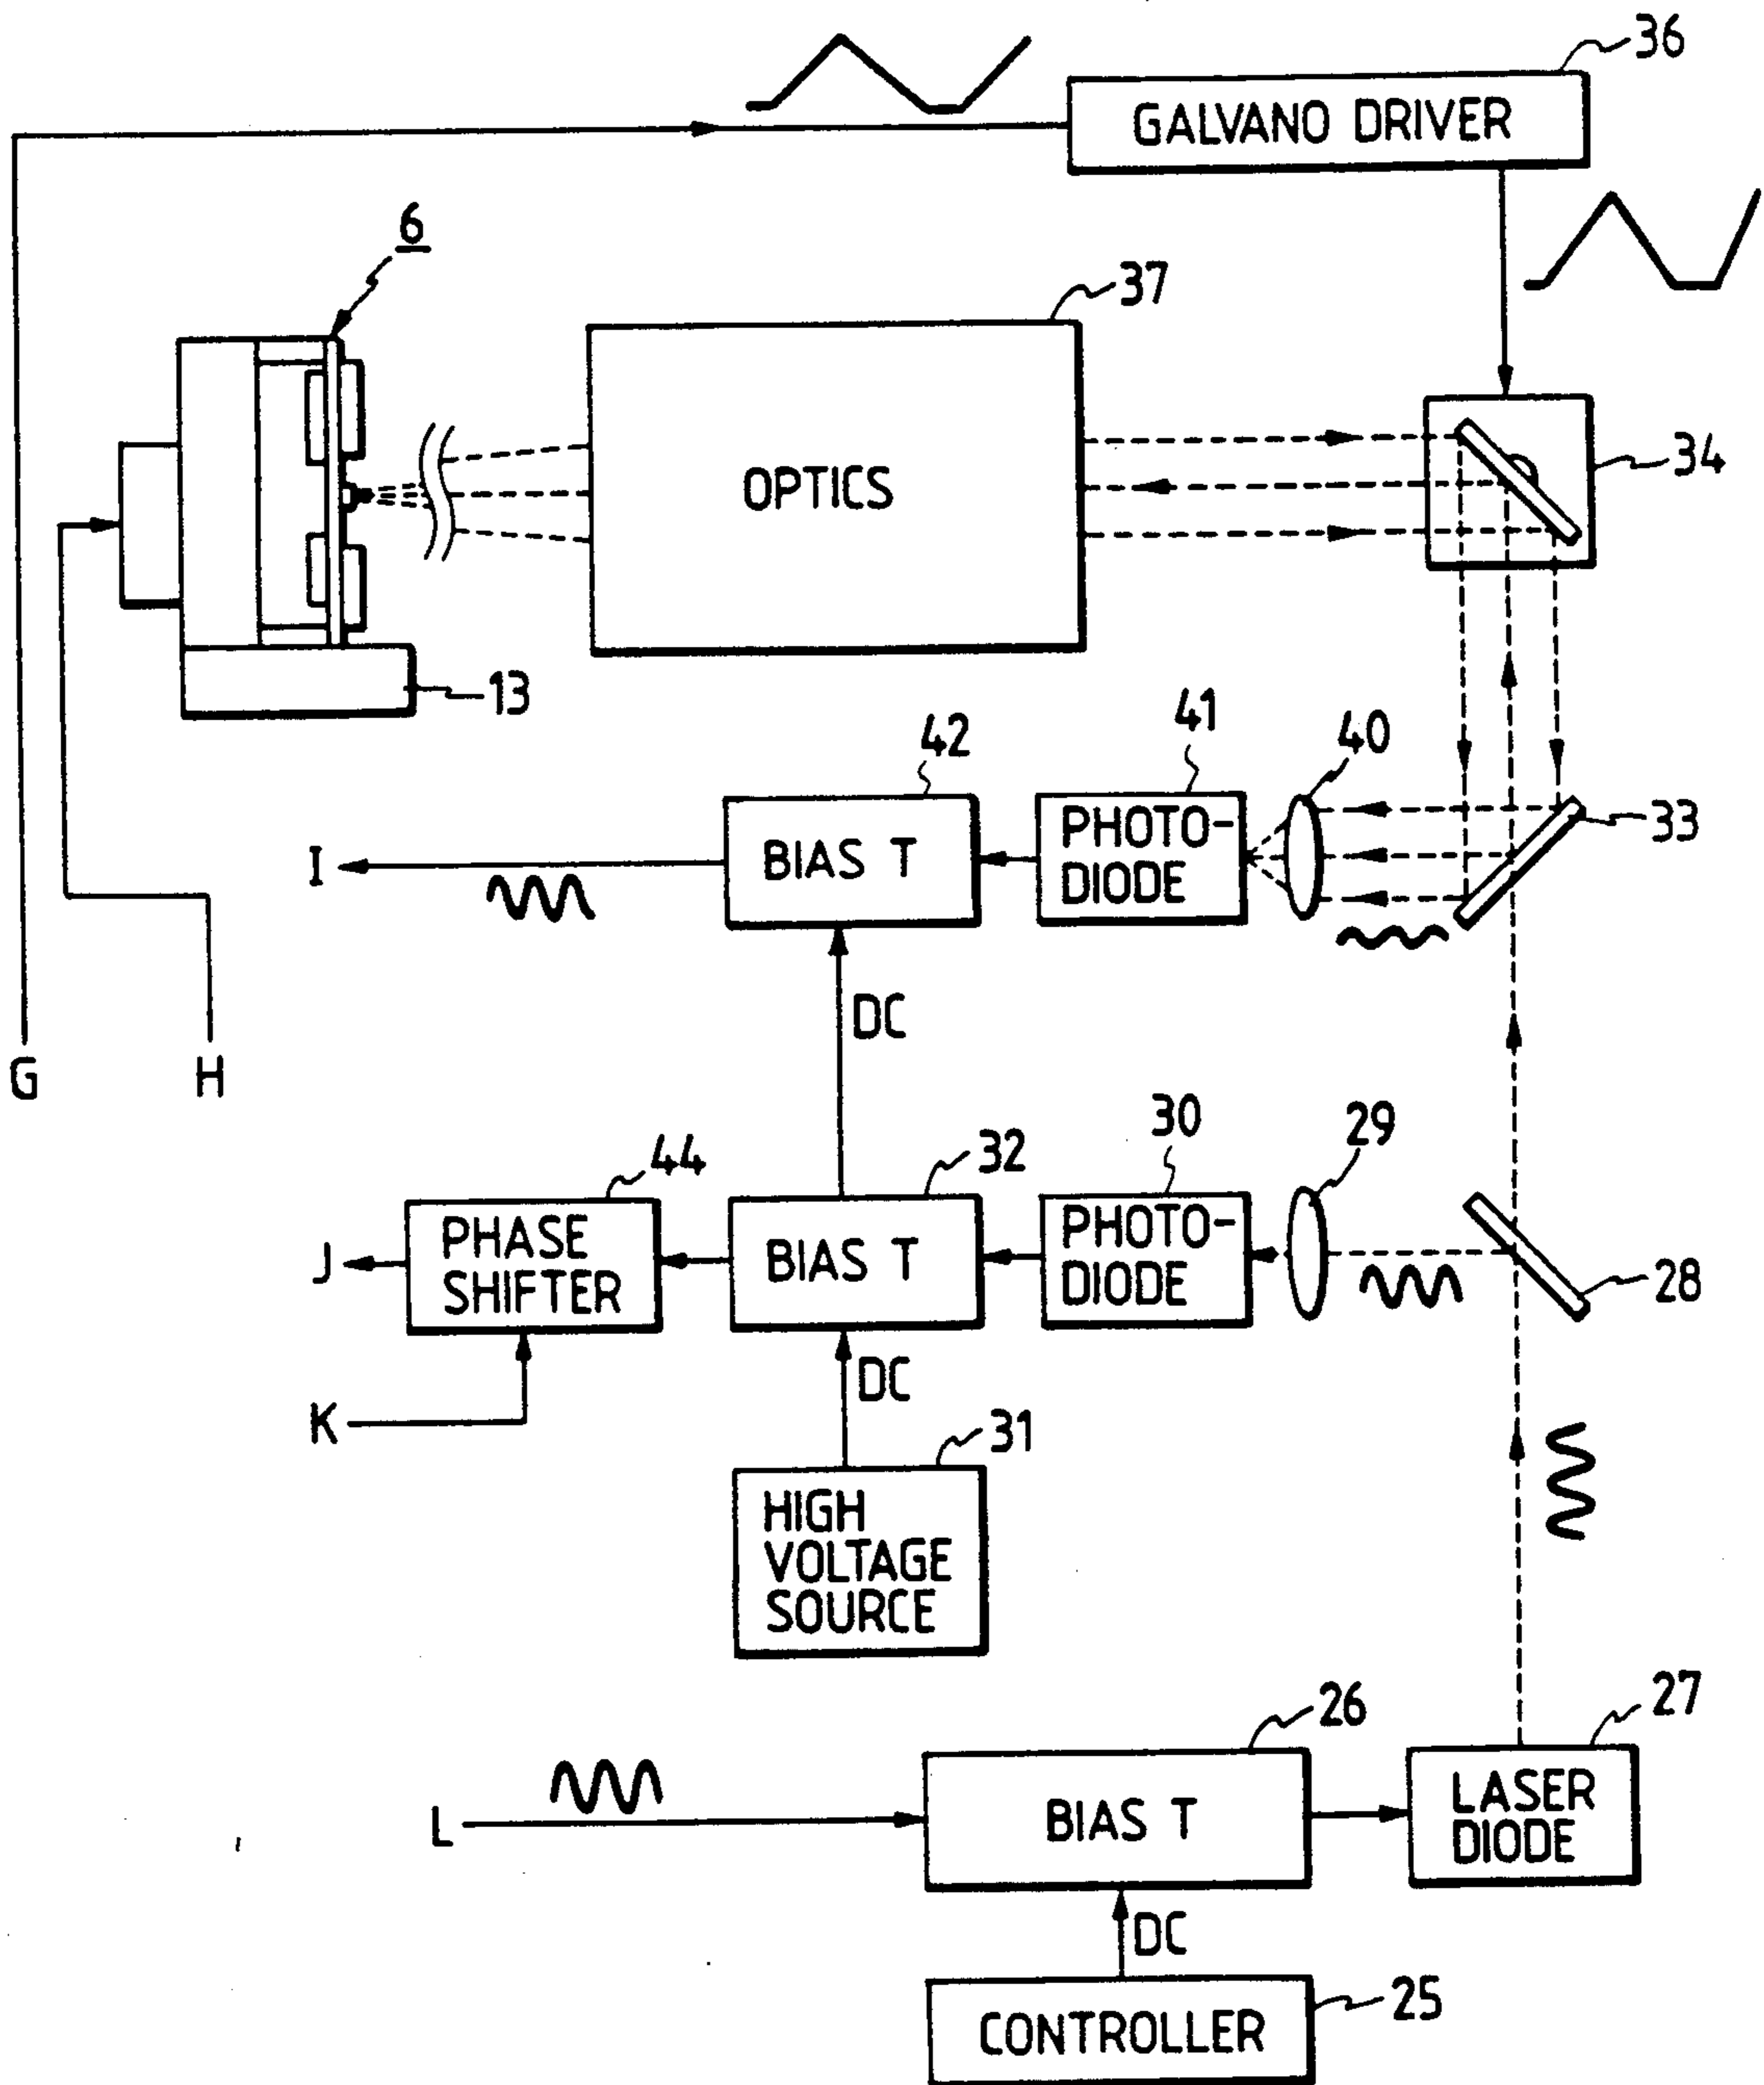 36
GALVANO DRIVER
6
37
OPTICS
34
13
42
41
40
BIAS T
PHOTO-
DIODE
33
I
DC
G
H
44
32
30
29
PHASE
SHIFTER
BIAS T
PHOTO-
DIODE
J
28
K
DC
31
HIGH
VOLTAGE
SOURCE
26
27
L
BIAS T
LASER
DIODE
DC
25
CONTROLLER